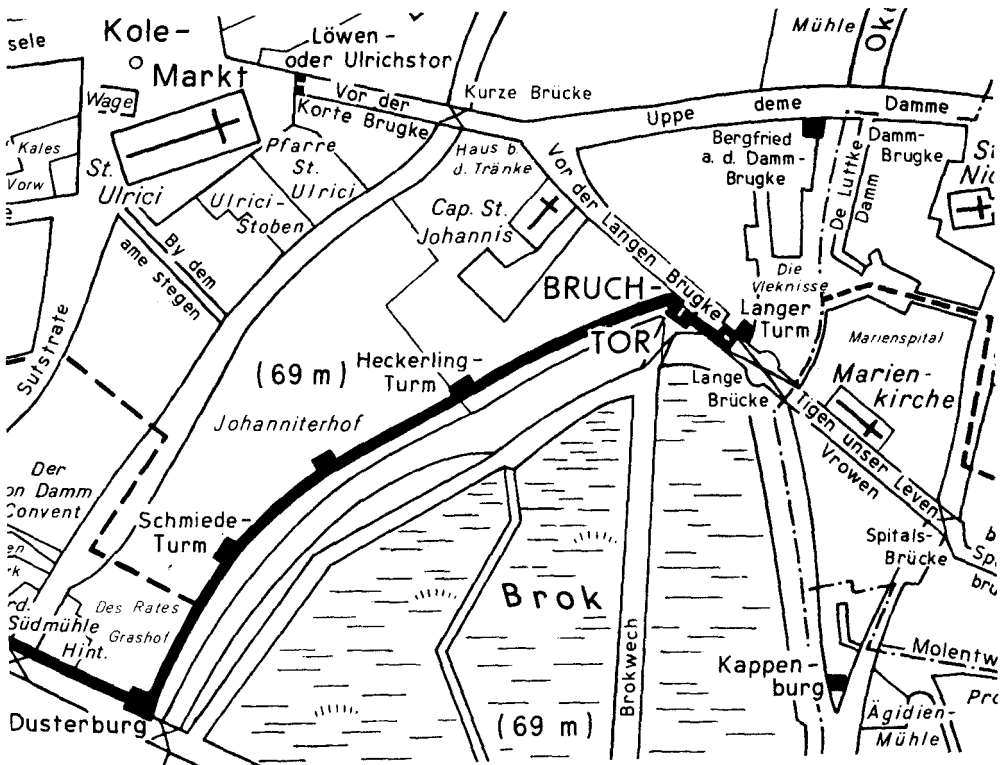 Kole-
Markt
Wage
Löwen-
oder Ulrichstor
Mühle
Vor der
Korte Brugke
Kurze Brücke
Uppe deme Damme
Kales
Vorw
St.
Ulrici
Pfarre
St.
Ulrici
Ulrici-
Stoben
By dem
ame stegen
Haus b
d. Tränke
Cap. St.
Johannis
Vor der Langen Brugke
Bergfried
a. d. Damm-
Brugke
De Luttke
Damm
Damm-
Brugke
Die
Vleknisse
BRUCH-
TOR
Langer
Turm
Marienspital
Marien-
kirche
Lange
Brücke
Tigen unser Leven
Vrowen
Spitals-
Brücke
Sutstrate
(69 m)
Heckerling-
Turm
Johanniterhof
Der
on Damm
Convent
Schmiede-
Turm
Des Rates
Grashof
Südmühle
Hint.
Dusterburg
Brok
(69 m)
Brokwech
Kappen-
burg
Molentw
Ägidien-
Mühle